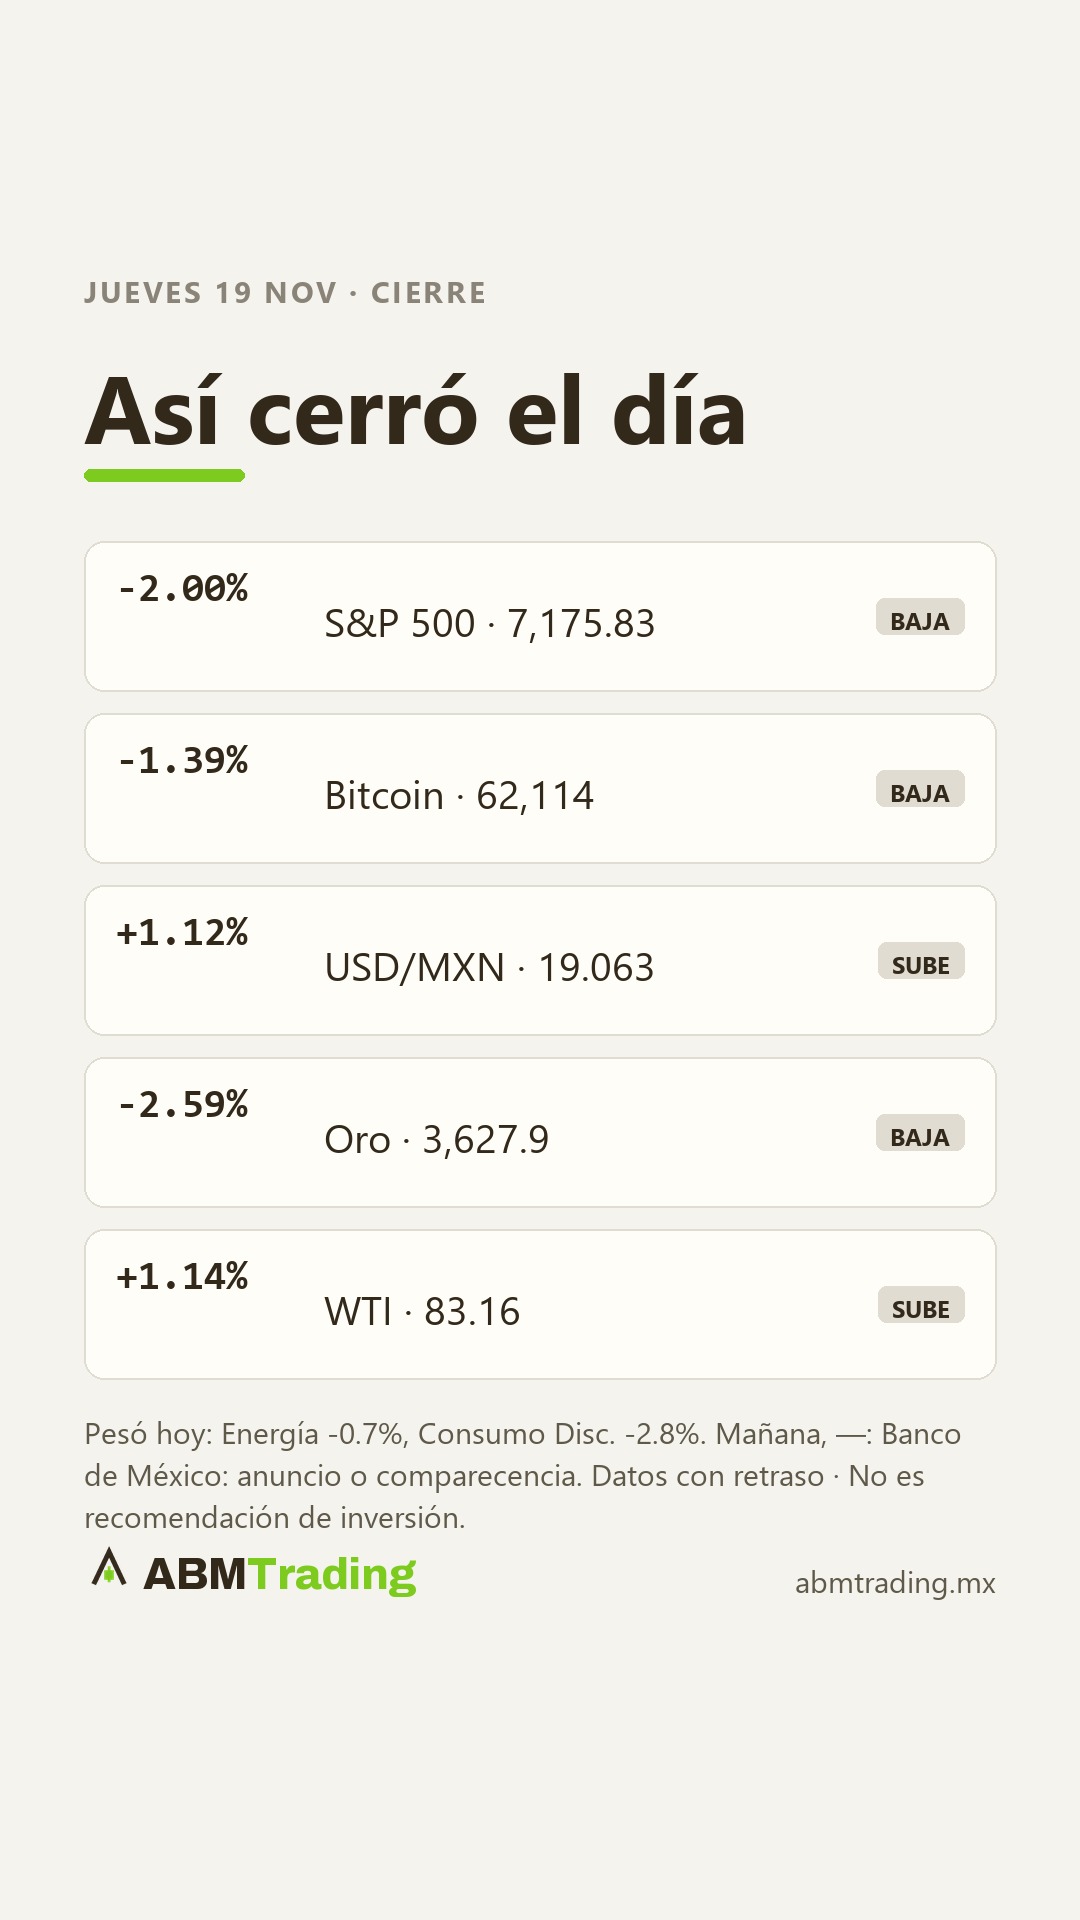 JUEVES 19 NOV · CIERRE
Así cerró el día
-2.00%
S&P 500 · 7,175.83
BAJA
-1.39%
Bitcoin · 62,114
BAJA
+1.12%
USD/MXN · 19.063
SUBE
-2.59%
Oro · 3,627.9
BAJA
+1.14%
WTI · 83.16
SUBE
Pesó hoy: Energía -0.7%, Consumo Disc. -2.8%. Mañana, —: Banco
de México: anuncio o comparecencia. Datos con retraso · No es
recomendación de inversión.
ABMTrading
abmtrading.mx